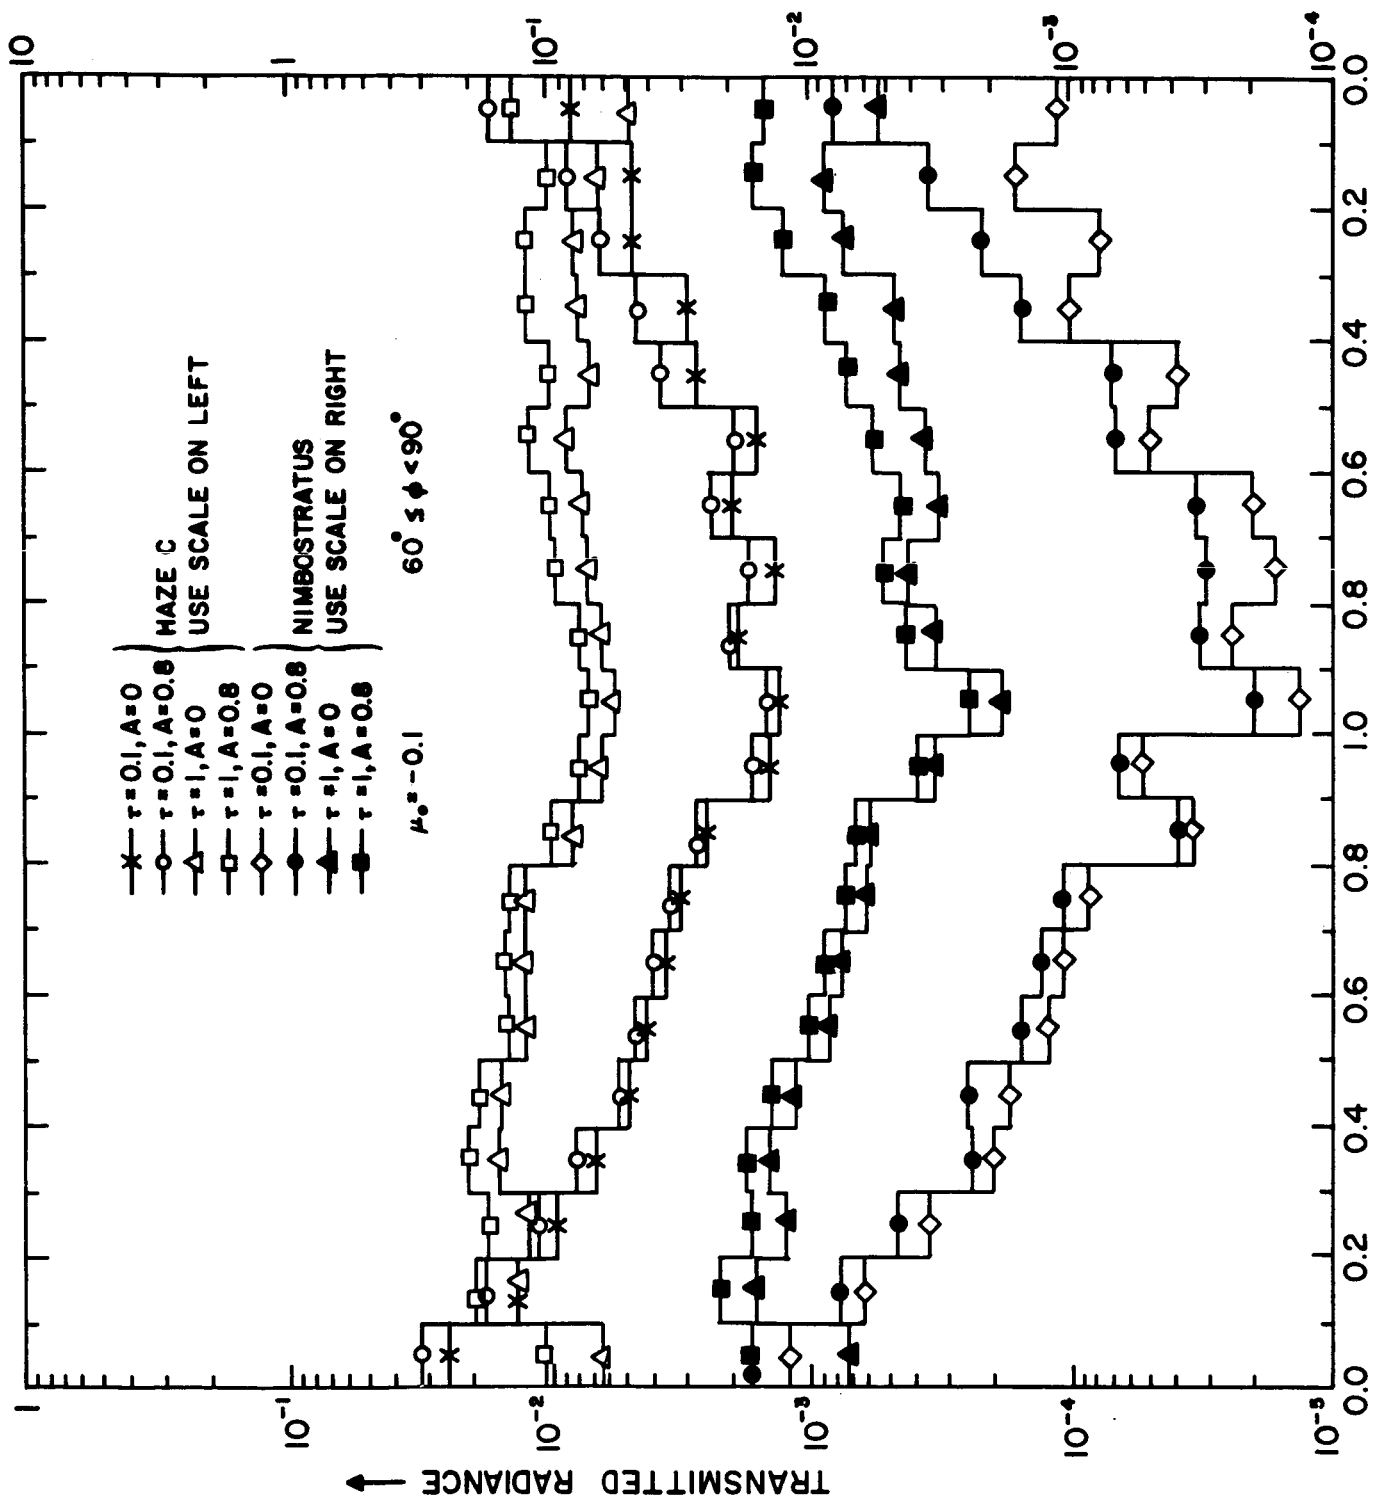 τ=0.1, A=0
τ=0.1, A=0.8
τ=1, A=0
τ=1, A=0.8
τ=0.1, A=0
τ=0.1, A=0.8
τ=1, A=0
τ=1, A=0.8
HAZE C
USE SCALE ON LEFT
NIMBOSTRATUS
USE SCALE ON RIGHT
μ₀=-0.1
60° ≤ φ < 90°
TRANSMITTED RADIANCE
1
10⁻¹
10⁻²
10⁻³
10⁻⁴
10⁻⁵
10
1
10⁻¹
10⁻²
10⁻³
10⁻⁴
0.0 0.2 0.4 0.6 0.8 1.0 0.8 0.6 0.4 0.2 0.0